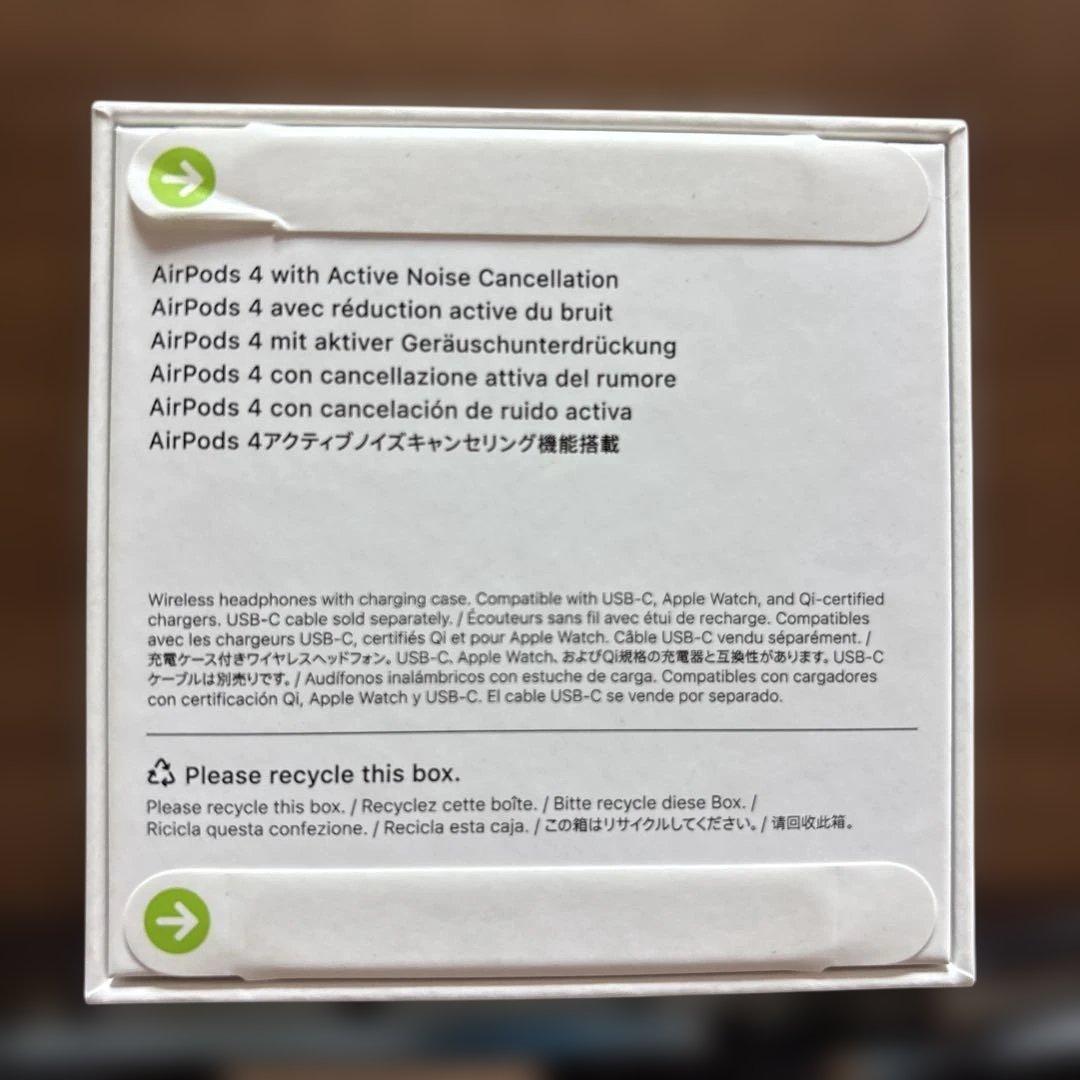 AirPods 4 with Active Noise Cancellation
AirPods 4 avec réduction active du bruit
AirPods 4 mit aktiver Geräuschunterdrückung
AirPods 4 con cancellazione attiva del rumore
AirPods 4 con cancelación de ruido activa
AirPods 4アクティブノイズキャンセリング機能搭載
Wireless headphones with charging case. Compatible with USB-C, Apple Watch, and Qi-certified
chargers. USB-C cable sold separately. / Écouteurs sans fil avec étui de recharge. Compatibles
avec les chargeurs USB-C, certifiés Qi et pour Apple Watch. Câble USB-C vendu séparément. /
充電ケース付きワイヤレスヘッドフォン。USB-C、Apple Watch、およびQi規格の充電器と互換性があります。USB-C
ケーブルは別売りです。/ Audífonos inalámbricos con estuche de carga. Compatibles con cargadores
con certificación Qi, Apple Watch y USB-C. El cable USB-C se vende por separado.
Please recycle this box.
Please recycle this box. / Recyclez cette boîte. / Bitte recycle diese Box. /
Ricicla questa confezione. / Recicla esta caja. / この箱はリサイクルしてください。/ 请回收此箱。